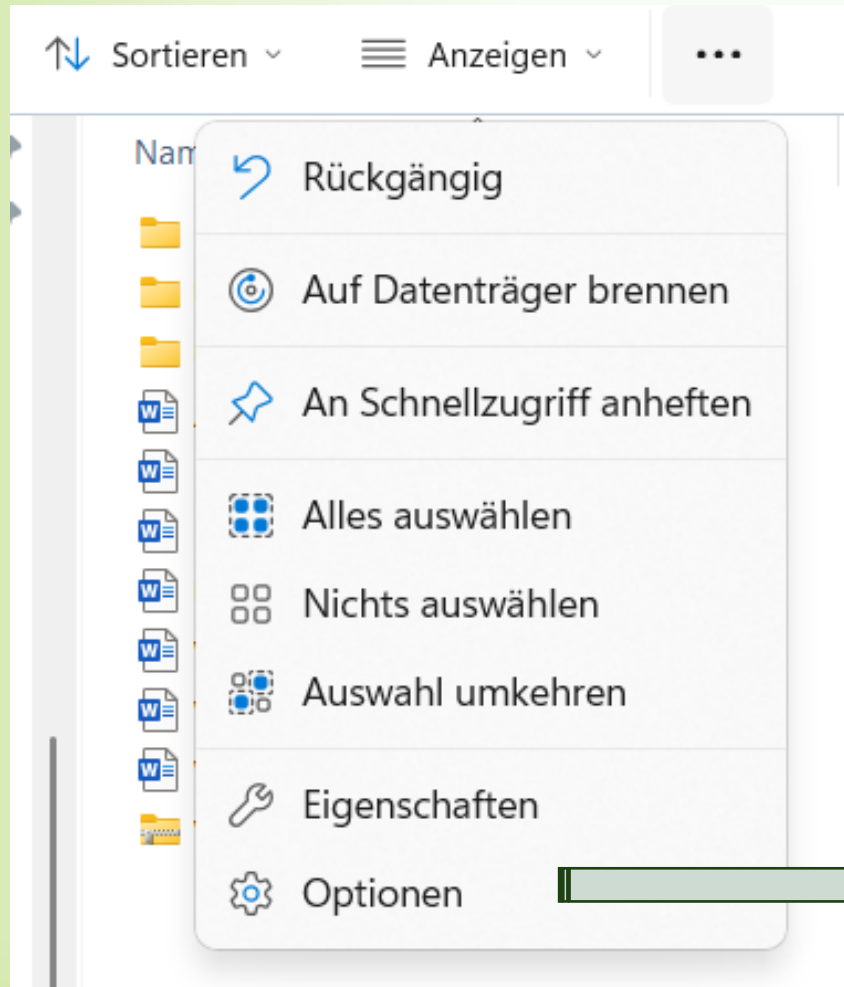 Sortieren
Anzeigen
Nam
Rückgängig
Auf Datenträger brennen
An Schnellzugriff anheften
Alles auswählen
Nichts auswählen
Auswahl umkehren
Eigenschaften
Optionen